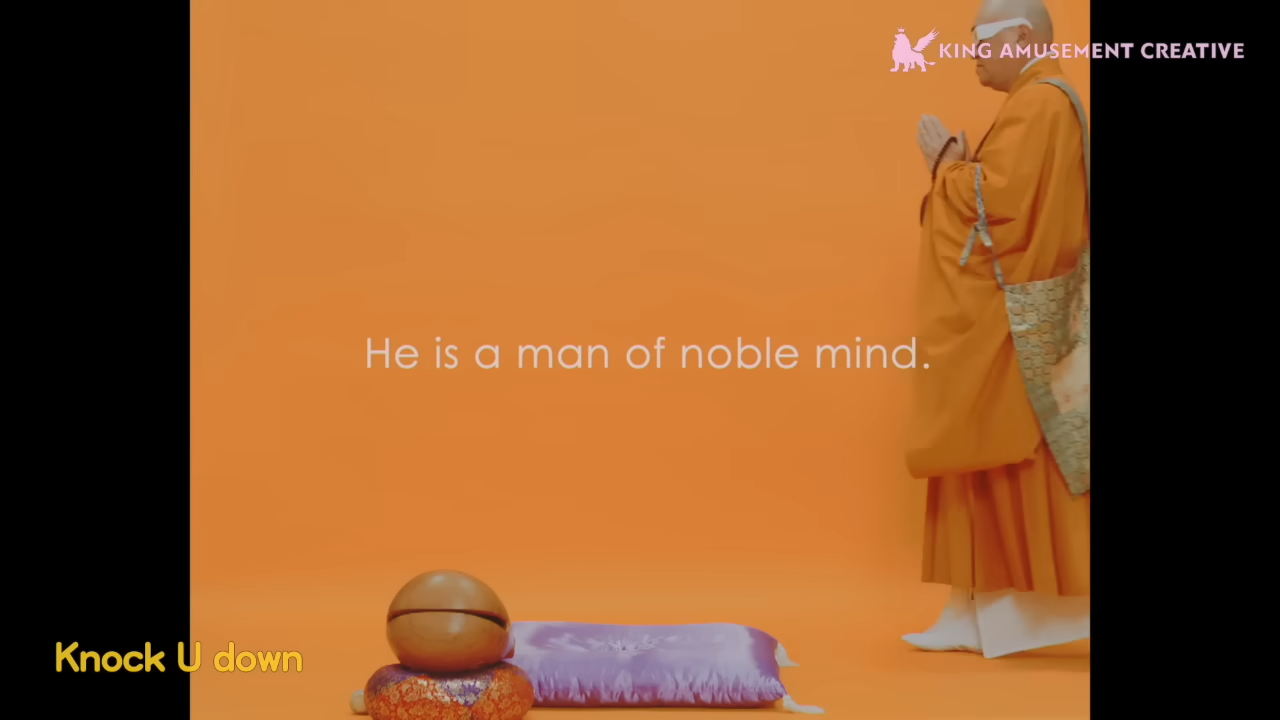 KING AMUSEMENT CREATIVE
He is a man of noble mind.
Knock U down